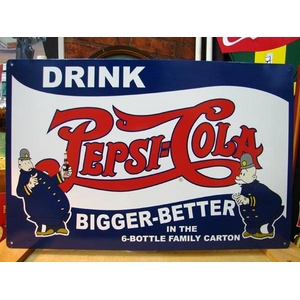 DRINK
PEPSI-COLA
BIGGER-BETTER
IN THE
6-BOTTLE FAMILY CARTON